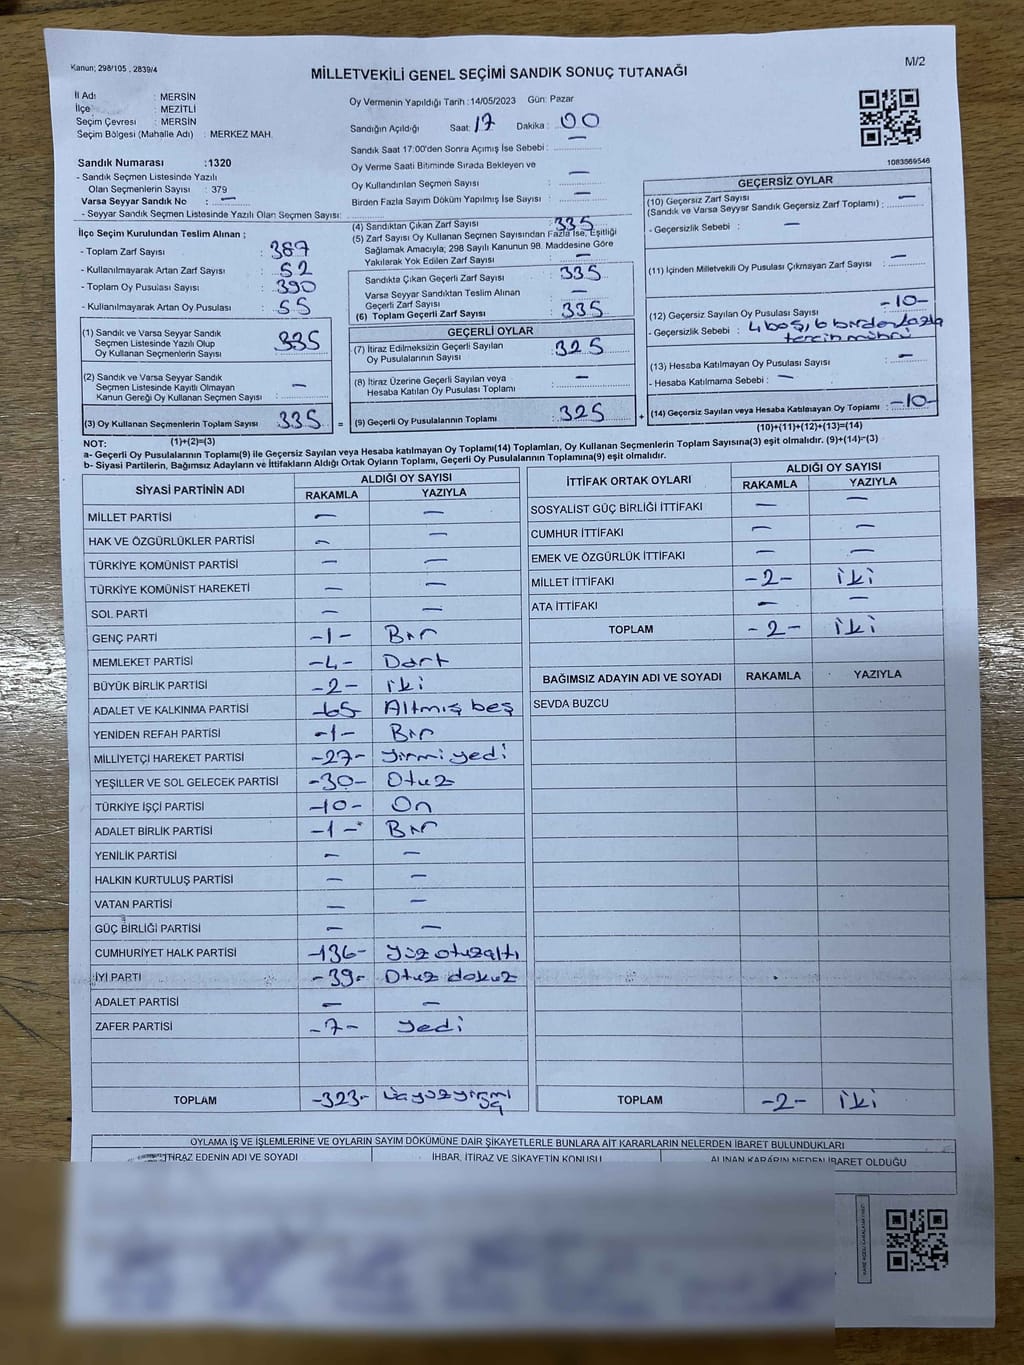 Kanun; 298/105 , 2839/4
M/2
MİLLETVEKİLİ GENEL SEÇİMİ SANDIK SONUÇ TUTANAĞI
İl Adı : MERSİN
İlçe : MEZİTLİ
Seçim Çevresi : MERSİN
Seçim Bölgesi (Mahalle Adı) : MERKEZ MAH.
Sandık Numarası :1320
- Sandık Seçmen Listesinde Yazılı
Olan Seçmenlerin Sayısı : 379
Varsa Seyyar Sandık No : —
- Seyyar Sandık Seçmen Listesinde Yazılı Olan Seçmen Sayısı:
Oy Vermenin Yapıldığı Tarih :14/05/2023 Gün: Pazar
Sandığın Açıldığı Saat: 17 Dakika : 00
Sandık Saat 17:00'den Sonra Açımış İse Sebebi : —
Oy Verme Saati Bitiminde Sırada Bekleyen ve
Oy Kullandırılan Seçmen Sayısı : —
Birden Fazla Sayım Döküm Yapılmış İse Sayısı : —
1083569546
İlçe Seçim Kurulundan Teslim Alınan ;
- Toplam Zarf Sayısı : 387
- Kullanılmayarak Artan Zarf Sayısı : 52
- Toplam Oy Pusulası Sayısı : 390
- Kullanılmayarak Artan Oy Pusulası : 55
(1) Sandık ve Varsa Seyyar Sandık
Seçmen Listesinde Yazılı Olup
Oy Kullanan Seçmenlerin Sayısı : 335
(2) Sandık ve Varsa Seyyar Sandık
Seçmen Listesinde Kayıtlı Olmayan
Kanun Gereği Oy Kullanan Seçmen Sayısı : —
(3) Oy Kullanan Seçmenlerin Toplam Sayısı : 335
(1)+(2)=(3)
(4) Sandıktan Çıkan Zarf Sayısı : 335
(5) Zarf Sayısı Oy Kullanan Seçmen Sayısından Fazla İse, Eşitliği
Sağlamak Amacıyla; 298 Sayılı Kanunun 98. Maddesine Göre
Yakılarak Yok Edilen Zarf Sayısı : —
Sandıkta Çıkan Geçerli Zarf Sayısı : 335
Varsa Seyyar Sandıktan Teslim Alınan
Geçerli Zarf Sayısı : —
(6) Toplam Geçerli Zarf Sayısı : 335
GEÇERLİ OYLAR
(7) İtiraz Edilmeksizin Geçerli Sayılan
Oy Pusulalarının Sayısı : 325
(8) İtiraz Üzerine Geçerli Sayılan veya
Hesaba Katılan Oy Pusulası Toplamı : —
= (9) Geçerli Oy Pusulalarının Toplamı : 325 +
GEÇERSİZ OYLAR
(10) Geçersiz Zarf Sayısı
(Sandık ve Varsa Seyyar Sandık Geçersiz Zarf Toplamı) : —
- Geçersizlik Sebebi : —
(11) İçinden Milletvekili Oy Pusulası Çıkmayan Zarf Sayısı : —
(12) Geçersiz Sayılan Oy Pusulası Sayısı : -10-
- Geçersizlik Sebebi : 4 boş, 6 birden fazla
tercih mührü
(13) Hesaba Katılmayan Oy Pusulası Sayısı : —
- Hesaba Katılmama Sebebi : —
(14) Geçersiz Sayılan veya Hesaba Katılmayan Oy Toplamı : -10-
(10)+(11)+(12)+(13)=(14)
NOT:
a- Geçerli Oy Pusulalarının Toplamı(9) ile Geçersiz Sayılan veya Hesaba katılmayan Oy Toplamı(14) Toplamları, Oy Kullanan Seçmenlerin Toplam Sayısına(3) eşit olmalıdır. (9)+(14)=(3)
b- Siyasi Partilerin, Bağımsız Adayların ve İttifakların Aldığı Ortak Oyların Toplamı, Geçerli Oy Pusulalarının Toplamına(9) eşit olmalıdır.
SİYASİ PARTİNİN ADI ALDIĞI OY SAYISI
RAKAMLA YAZIYLA
MİLLET PARTİSİ — —
HAK VE ÖZGÜRLÜKLER PARTİSİ — —
TÜRKİYE KOMÜNİST PARTİSİ — —
TÜRKİYE KOMÜNİST HAREKETİ — —
SOL PARTİ — —
GENÇ PARTİ -1- Bir
MEMLEKET PARTİSİ -4- Dört
BÜYÜK BİRLİK PARTİSİ -2- iki
ADALET VE KALKINMA PARTİSİ -65- Altmış beş
YENİDEN REFAH PARTİSİ -1- Bir
MİLLİYETÇİ HAREKET PARTİSİ -27- yirmi yedi
YEŞİLLER VE SOL GELECEK PARTİSİ -30- Otuz
TÜRKİYE İŞÇİ PARTİSİ -10- On
ADALET BİRLİK PARTİSİ -1- Bir
YENİLİK PARTİSİ — —
HALKIN KURTULUŞ PARTİSİ — —
VATAN PARTİSİ — —
GÜÇ BİRLİĞİ PARTİSİ — —
CUMHURİYET HALK PARTİSİ -136- Yüz otuzaltı
İYİ PARTİ -39- Otuz dokuz
ADALET PARTİSİ — —
ZAFER PARTİSİ -7- yedi
TOPLAM -323- üçyüzyirmi
üç
İTTİFAK ORTAK OYLARI ALDIĞI OY SAYISI
RAKAMLA YAZIYLA
SOSYALİST GÜÇ BİRLİĞİ İTTİFAKI — —
CUMHUR İTTİFAKI — —
EMEK VE ÖZGÜRLÜK İTTİFAKI — —
MİLLET İTTİFAKI -2- iki
ATA İTTİFAKI — —
TOPLAM -2- iki
BAĞIMSIZ ADAYIN ADI VE SOYADI RAKAMLA YAZIYLA
SEVDA BUZCU
TOPLAM -2- iki
OYLAMA İŞ VE İŞLEMLERİNE VE OYLARIN SAYIM DÖKÜMÜNE DAİR ŞİKAYETLERLE BUNLARA AİT KARARLARIN NELERDEN İBARET BULUNDUKLARI
İTİRAZ EDENİN ADI VE SOYADI İHBAR, İTİRAZ VE ŞİKAYETİN KONUSU ALINAN KARARIN NEDEN İBARET OLDUĞU